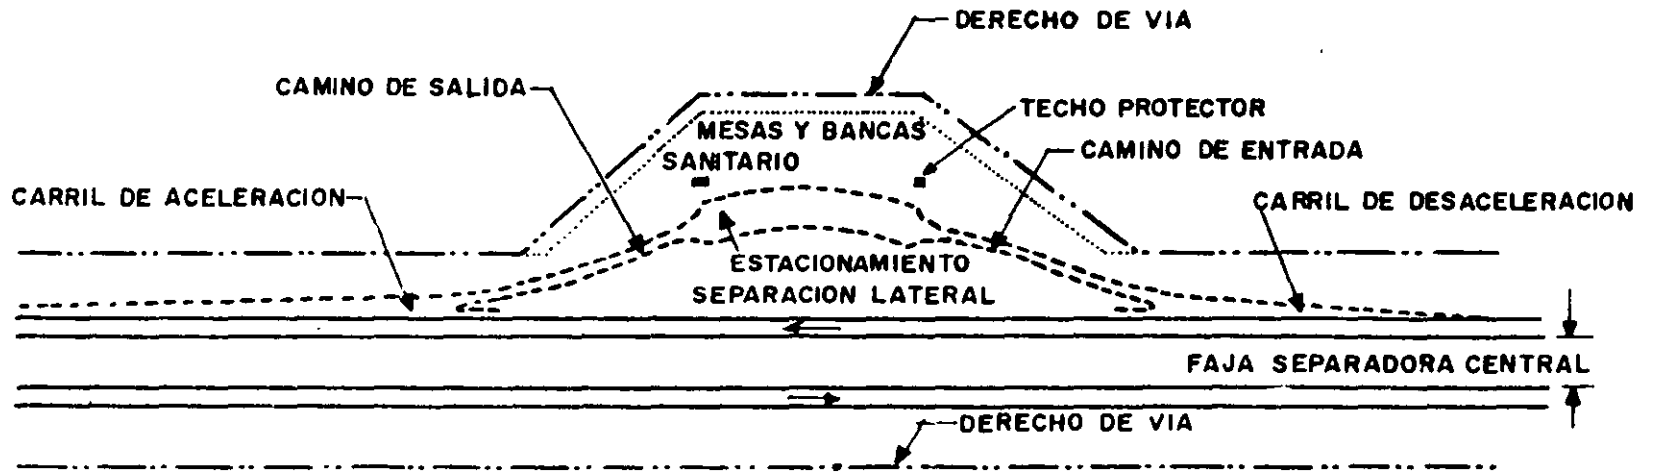 DERECHO DE VIA
CAMINO DE SALIDA
TECHO PROTECTOR
MESAS Y BANCAS
SANITARIO
CAMINO DE ENTRADA
CARRIL DE ACELERACION
CARRIL DE DESACELERACION
ESTACIONAMIENTO
SEPARACION LATERAL
FAJA SEPARADORA CENTRAL
DERECHO DE VIA